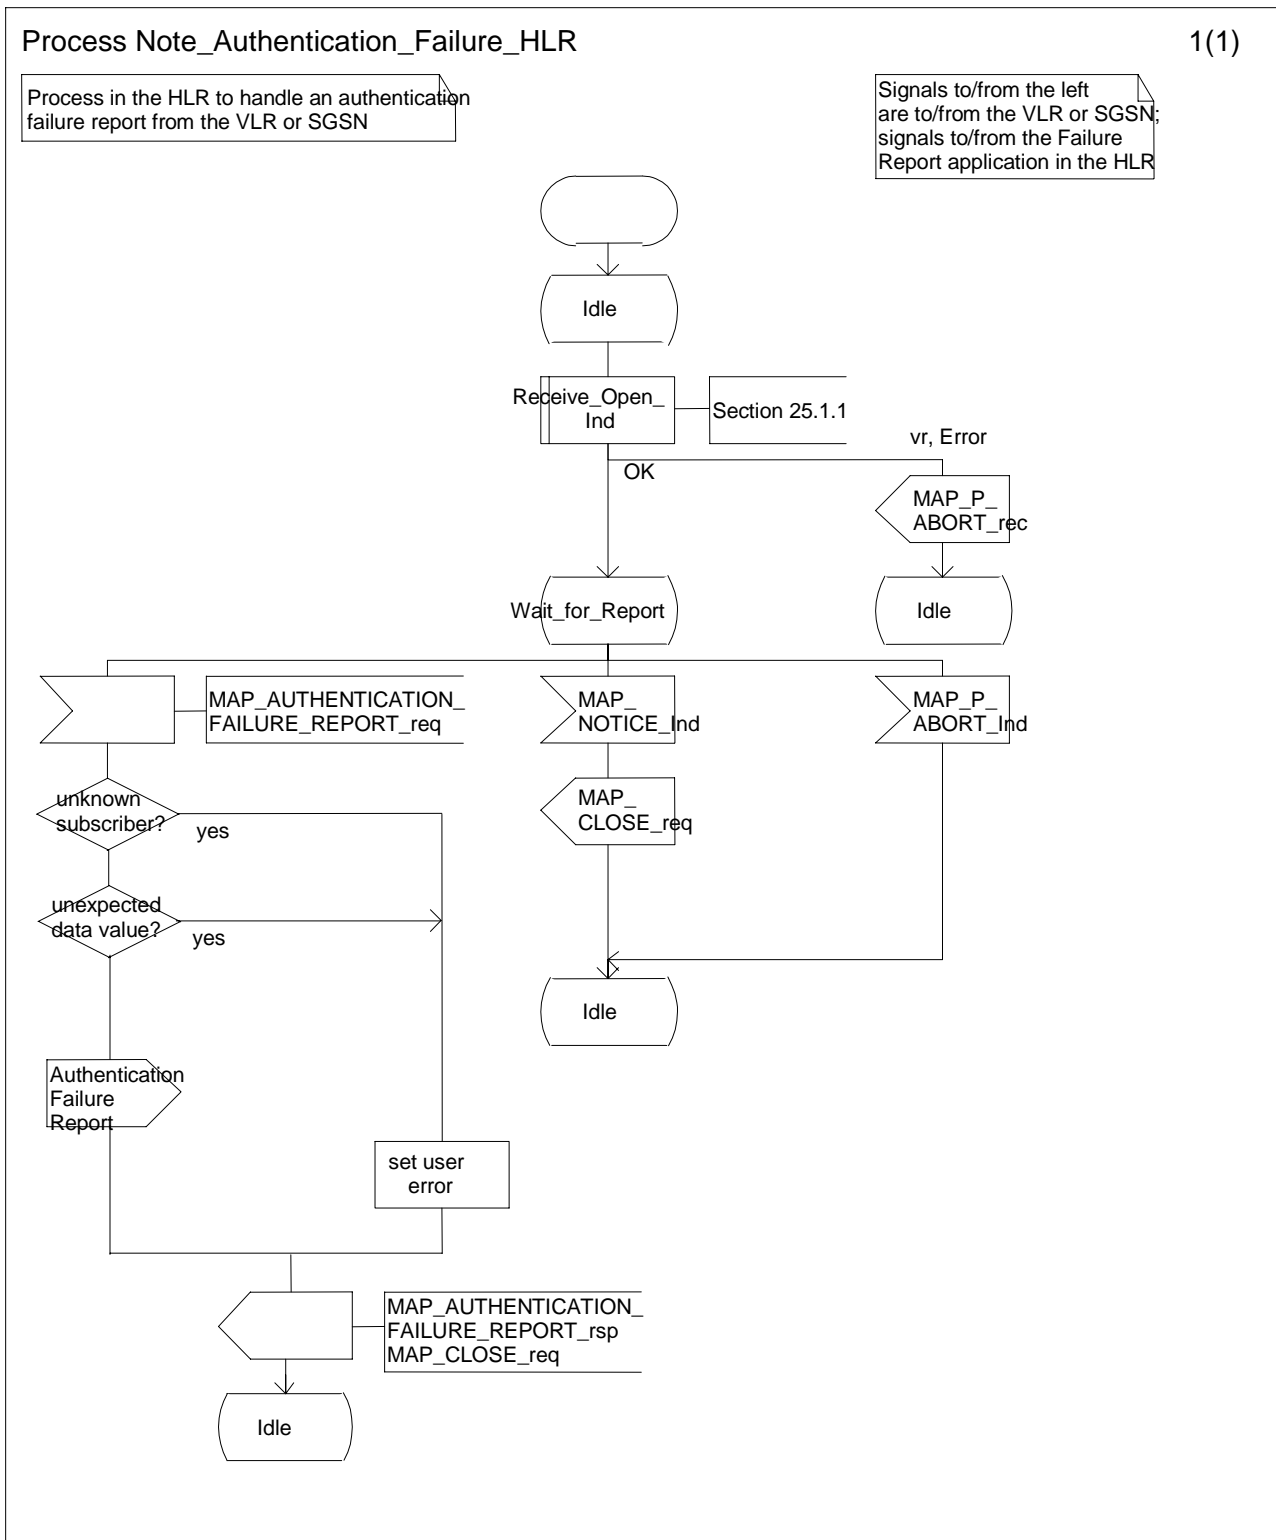 Process Note_Authentication_Failure_HLR
1(1)
Process in the HLR to handle an authentication
failure report from the VLR or SGSN
Signals to/from the left
are to/from the VLR or SGSN;
signals to/from the Failure
Report application in the HLR
Idle
Receive_Open_
Ind
Section 25.1.1
vr, Error
OK
MAP_P_
ABORT_rec
Wait_for_Report
Idle
MAP_AUTHENTICATION_
FAILURE_REPORT_req
MAP_
NOTICE_Ind
MAP_P_
ABORT_Ind
unknown
subscriber?
yes
MAP_
CLOSE_req
unexpected
data value?
yes
Idle
Authentication
Failure
Report
set user
error
MAP_AUTHENTICATION_
FAILURE_REPORT_rsp
MAP_CLOSE_req
Idle